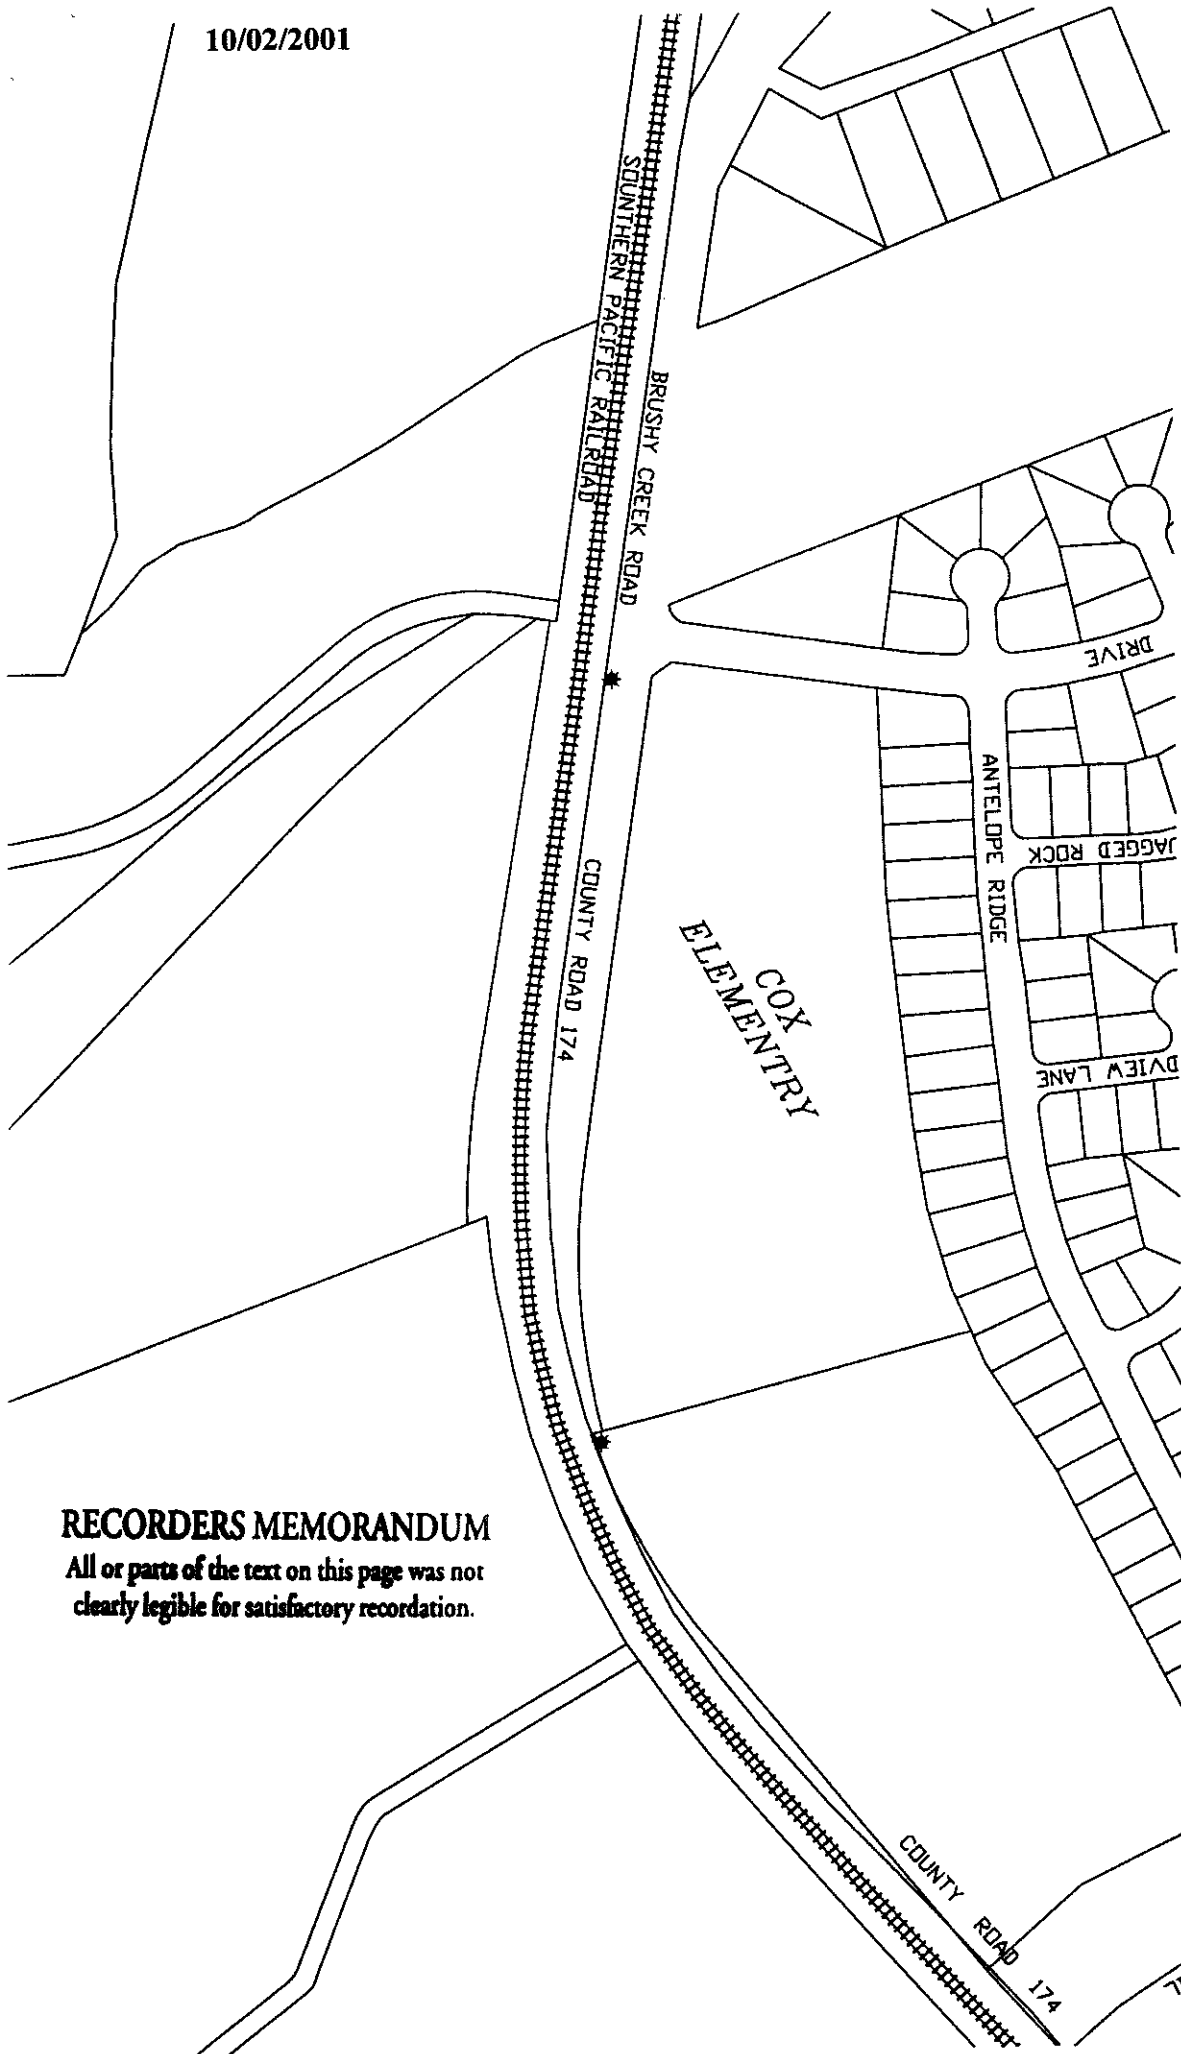 10/02/2001
SOUNTHERN PACIFIC RAILROAD
BRUSHY CREEK ROAD
DRIVE
ANTELOPE RIDGE
JAGGED ROCK
COUNTY ROAD 174
COX
ELEMENTRY
DVIEW LANE
RECORDERS MEMORANDUM
All or parts of the text on this page was not
clearly legible for satisfactory recordation.
COUNTY ROAD 174